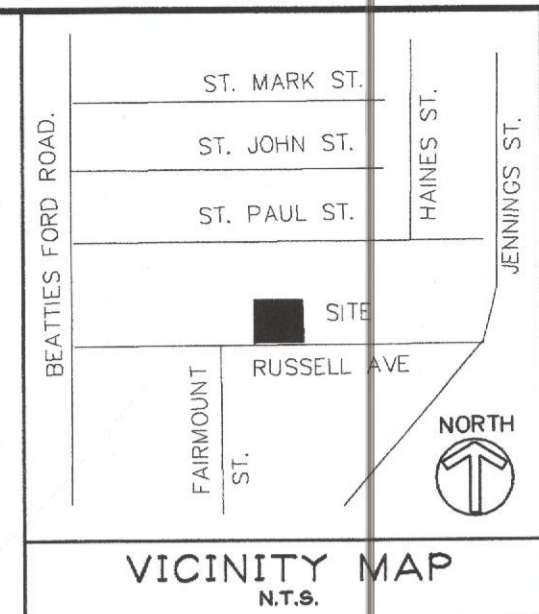 ST. MARK ST.
ST. JOHN ST.
ST. PAUL ST.
HAINES ST.
JENNINGS ST.
BEATTIES FORD ROAD.
SITE
RUSSELL AVE
FAIRMOUNT
ST.
NORTH
VICINITY MAP
N.T.S.